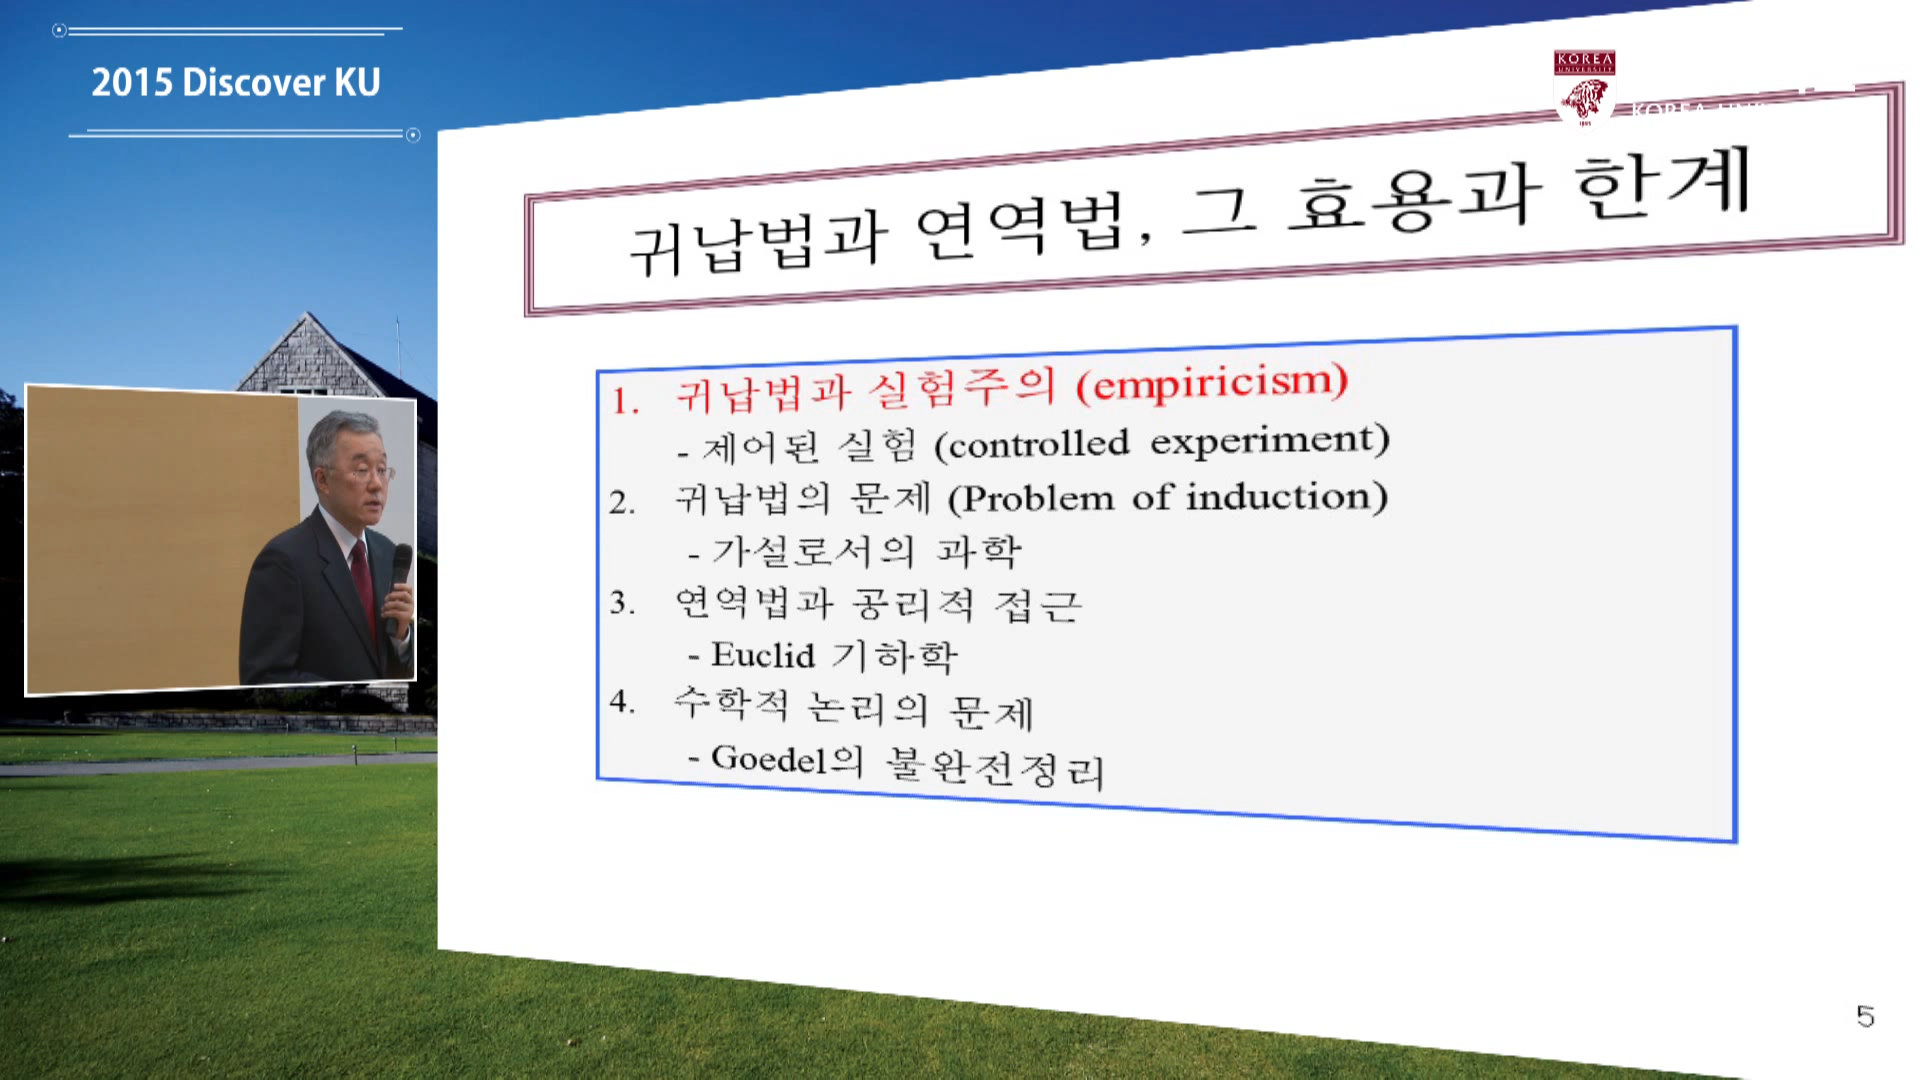 2015 Discover KU
KOREA
UNIVERSITY
귀납법과 연역법, 그 효용과 한계
1. 귀납법과 실험주의 (empiricism)
- 제어된 실험 (controlled experiment)
2. 귀납법의 문제 (Problem of induction)
- 가설로서의 과학
3. 연역법과 공리적 접근
- Euclid 기하학
4. 수학적 논리의 문제
- Goedel의 불완전정리
5